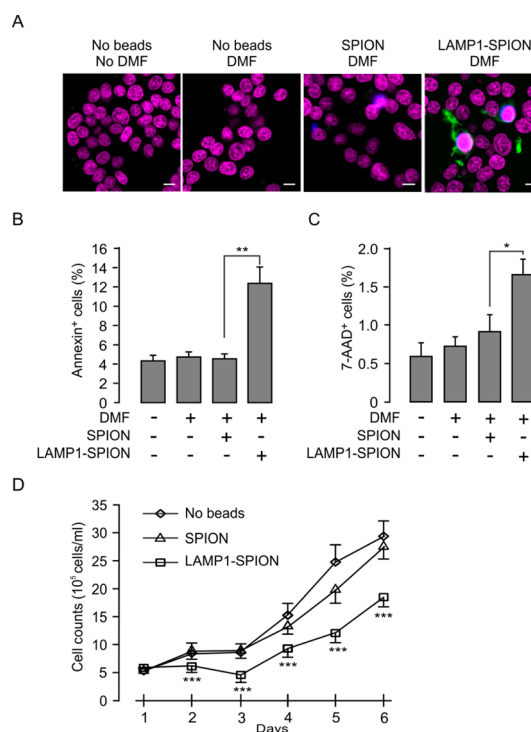 A
No beads
No DMF
No beads
DMF
SPION
DMF
LAMP1-SPION
DMF
B
Annexin+ cells (%)
16
14
12
10
8
6
4
2
0
**
DMF - + + +
SPION - - + -
LAMP1-SPION - - - +
C
7-AAD+ cells (%)
2.0
1.5
1.0
0.5
0
*
DMF - + + +
SPION - - + -
LAMP1-SPION - - - +
D
Cell counts (10⁵ cells/ml)
35
30
25
20
15
10
5
0
No beads
SPION
LAMP1-SPION
***
***
***
***
***
1 2 3 4 5 6
Days